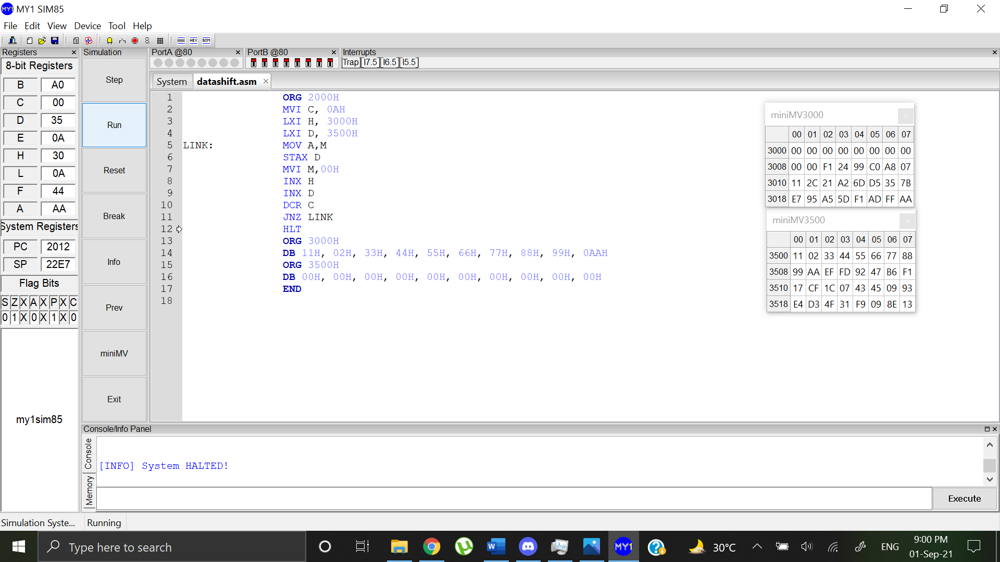 MY1 SIM85
File Edit View Device Tool Help
Registers
Simulation
PortA @80
PortB @80
Interrupts
Trap I7.5 I6.5 I5.5
8-bit Registers
B A0
C 00
D 35
E 0A
H 30
L 0A
F 44
A AA
System Registers
PC 2012
SP 22E7
Flag Bits
S Z X A X P X C
0 1 X 0 X 1 X 0
my1sim85
Step
Run
Reset
Break
Info
Prev
miniMV
Exit
System datashift.asm
1 ORG 2000H
2 MVI C, 0AH
3 LXI H, 3000H
4 LXI D, 3500H
5 LINK: MOV A,M
6 STAX D
7 MVI M,00H
8 INX H
9 INX D
10 DCR C
11 JNZ LINK
12 HLT
13 ORG 3000H
14 DB 11H, 02H, 33H, 44H, 55H, 66H, 77H, 88H, 99H, 0AAH
15 ORG 3500H
16 DB 00H, 00H, 00H, 00H, 00H, 00H, 00H, 00H, 00H, 00H
17 END
18
miniMV3000
00 01 02 03 04 05 06 07
3000 00 00 00 00 00 00 00 00
3008 00 00 F1 24 99 C0 A8 07
3010 11 2C 21 A2 6D D5 35 7B
3018 E7 95 A5 5D F1 AD FF AA
miniMV3500
00 01 02 03 04 05 06 07
3500 11 02 33 44 55 66 77 88
3508 99 AA EF FD 92 47 B6 F1
3510 17 CF 1C 07 43 45 09 93
3518 E4 D3 4F 31 F9 09 8E 13
Console/Info Panel
Console
Memory
[INFO] System HALTED!
Execute
Simulation Syste... Running
Type here to search
30°C
ENG
9:00 PM
01-Sep-21